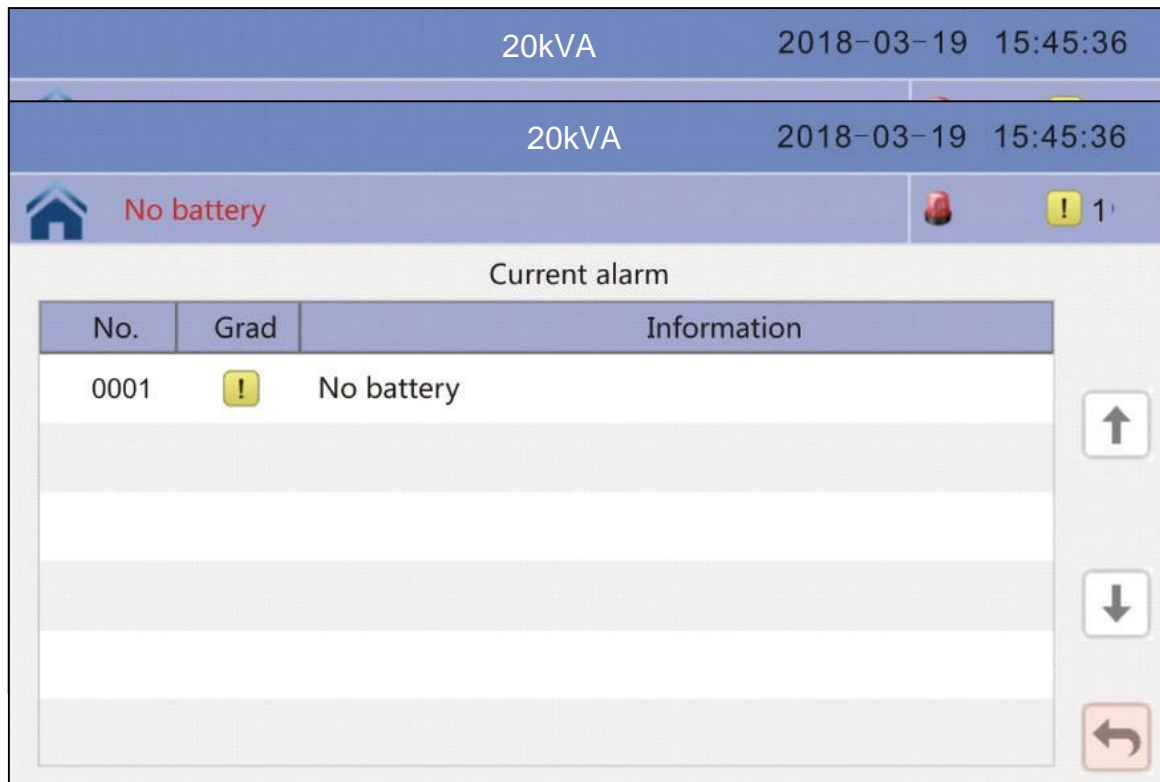 20kVA 2018-03-19 15:45:36
20kVA 2018-03-19 15:45:36
No battery ! 1
Current alarm
No. Grad Information
0001 ! No battery